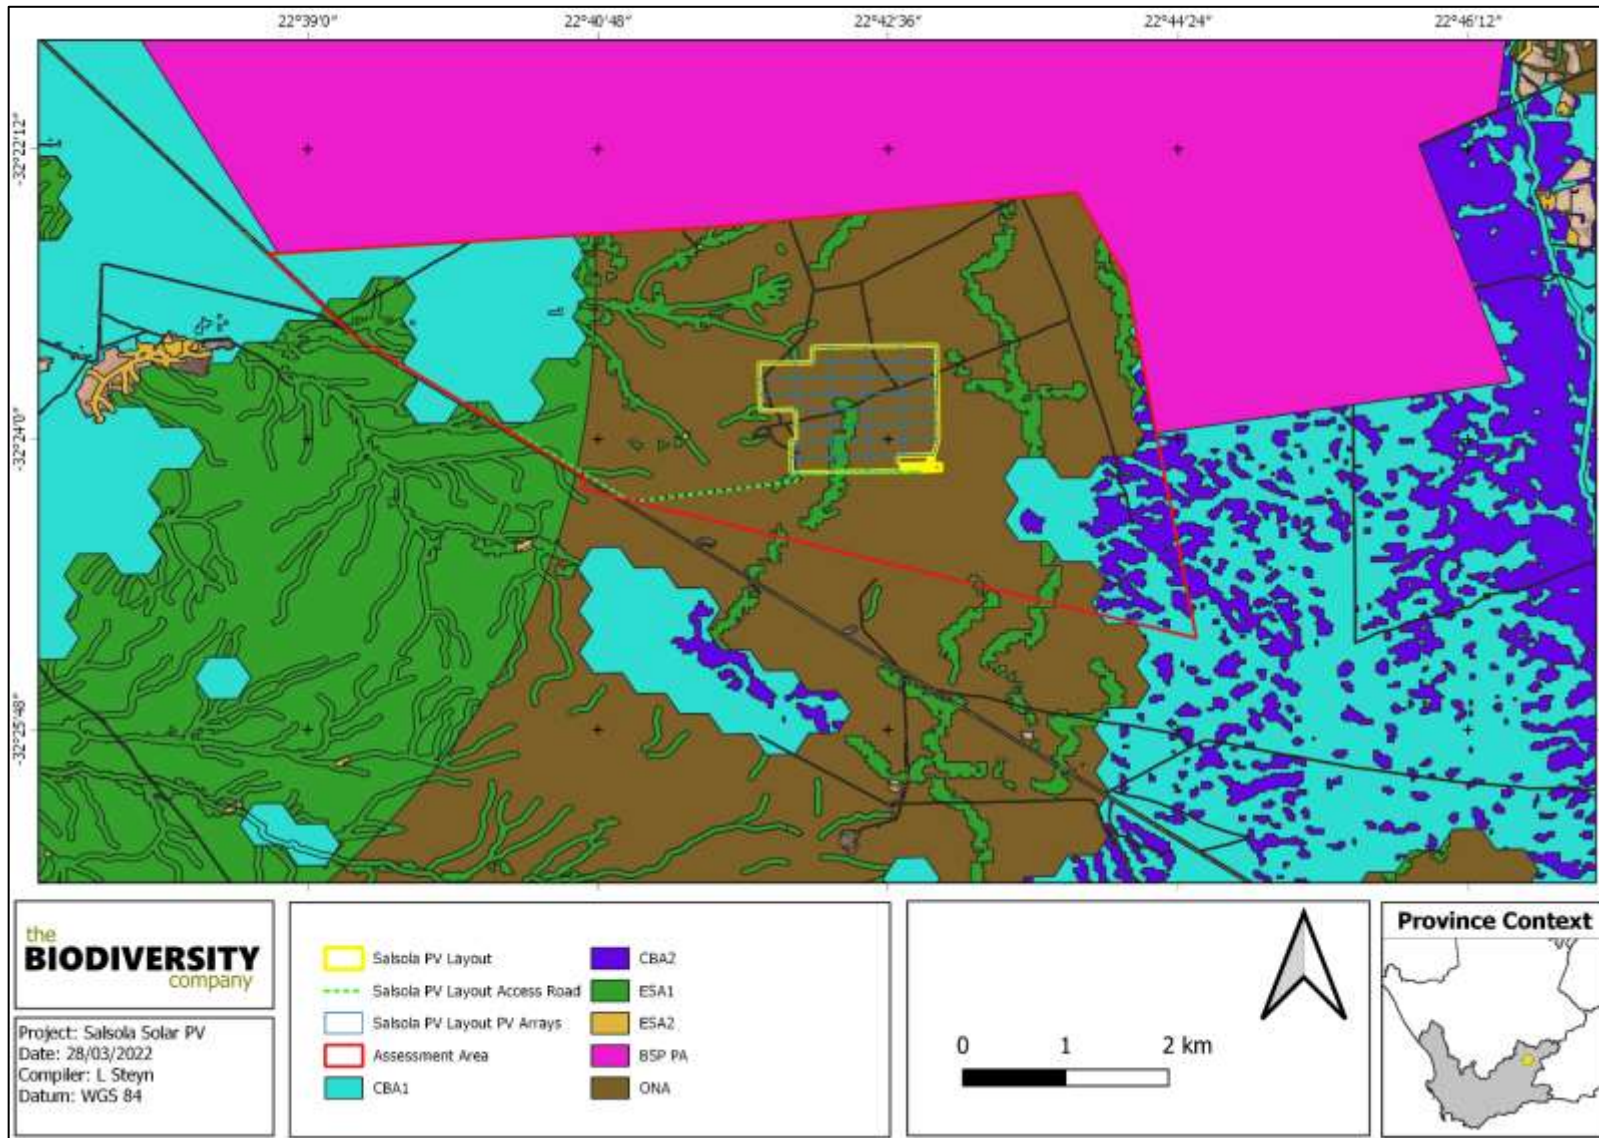 22°39'0" 22°40'48" 22°42'36" 22°44'24" 22°46'12"
-32°22'12"
-32°24'0"
-32°25'48"
the
BIODIVERSITY
company
Project: Salsola Solar PV
Date: 28/03/2022
Compiler: L Steyn
Datum: WGS 84
Salsola PV Layout
Salsola PV Layout Access Road
Salsola PV Layout PV Arrays
Assessment Area
CBA1
CBA2
ESA1
ESA2
BSP PA
ONA
0 1 2 km
Province Context